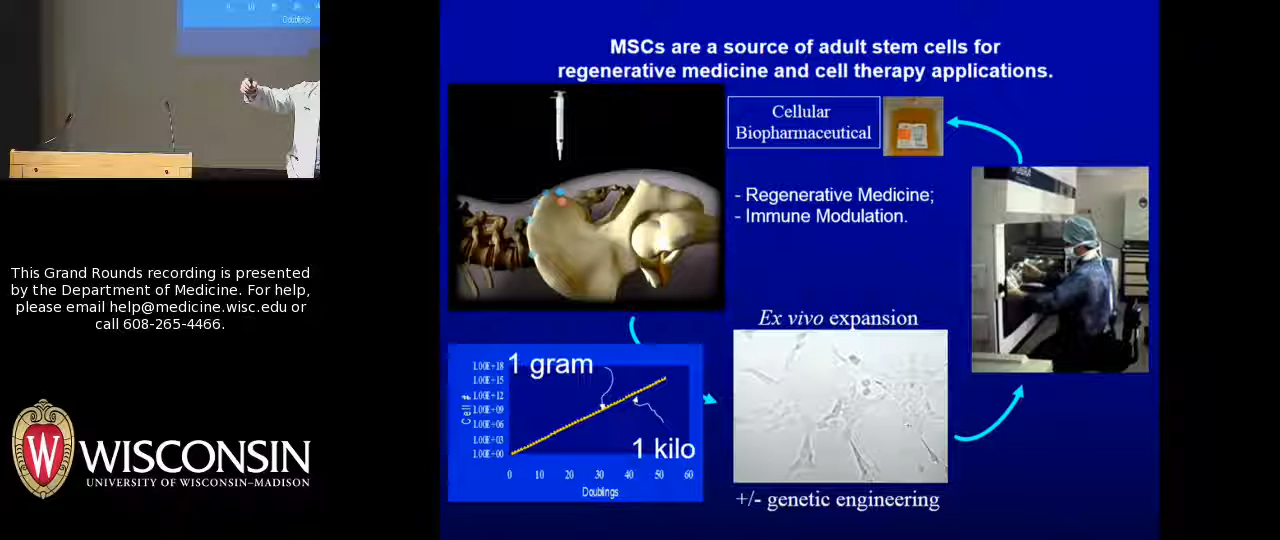 MSCs are a source of adult stem cells for
regenerative medicine and cell therapy applications.
Cellular
Biopharmaceutical
- Regenerative Medicine;
- Immune Modulation.
Ex vivo expansion
+/- genetic engineering
1 gram
1 kilo
1.00E+18
1.00E+15
1.00E+12
1.00E+09
1.00E+06
1.00E+03
1.00E+00
Cell #
0 10 20 30 40 50 60
Doublings
Doublings
This Grand Rounds recording is presented
by the Department of Medicine. For help,
please email help@medicine.wisc.edu or
call 608-265-4466.
W
WISCONSIN
UNIVERSITY OF WISCONSIN–MADISON